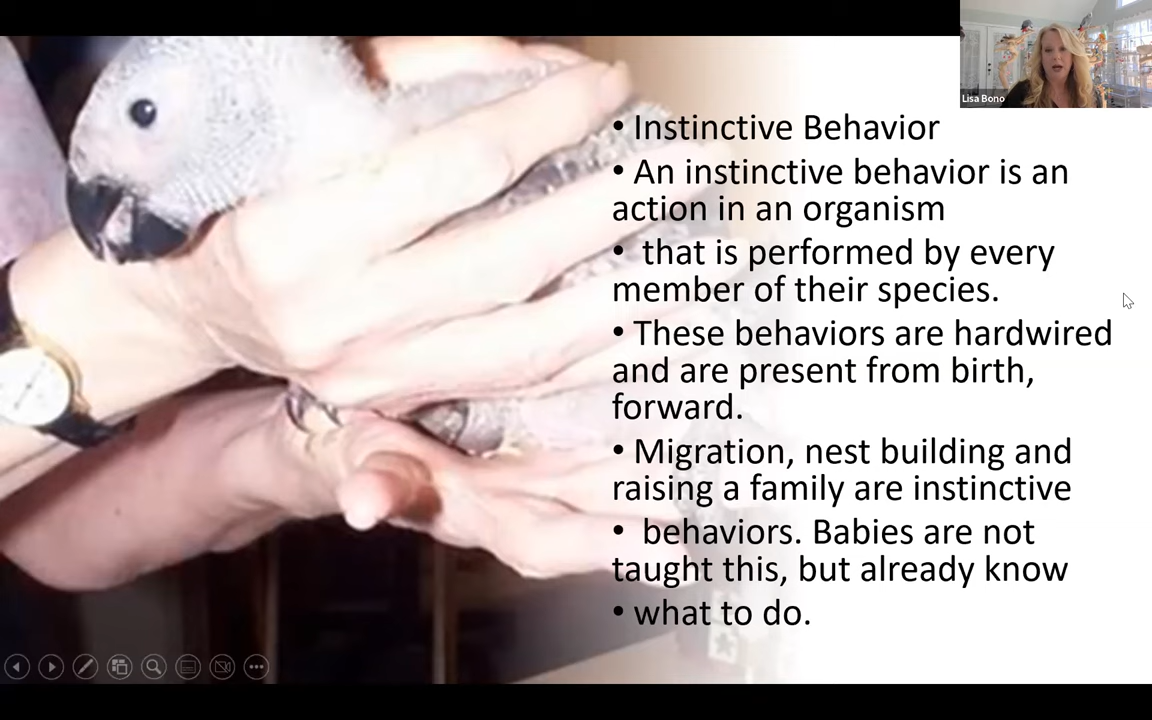 Lisa Bono
• Instinctive Behavior
• An instinctive behavior is an
action in an organism
• that is performed by every
member of their species.
• These behaviors are hardwired
and are present from birth,
forward.
• Migration, nest building and
raising a family are instinctive
• behaviors. Babies are not
taught this, but already know
• what to do.